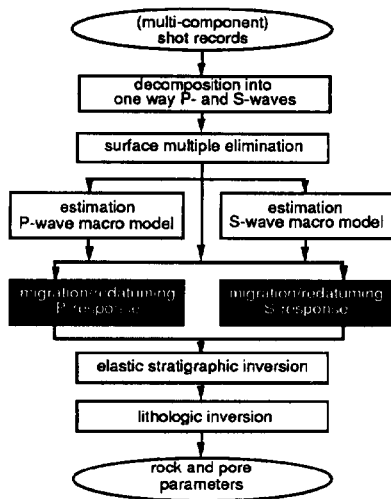 (multi-component)
shot records
decomposition into
one way P- and S-waves
surface multiple elimination
estimation
P-wave macro model
estimation
S-wave macro model
migration/redatuming
P response
migration/redatuming
S response
elastic stratigraphic inversion
lithologic inversion
rock and pore
parameters